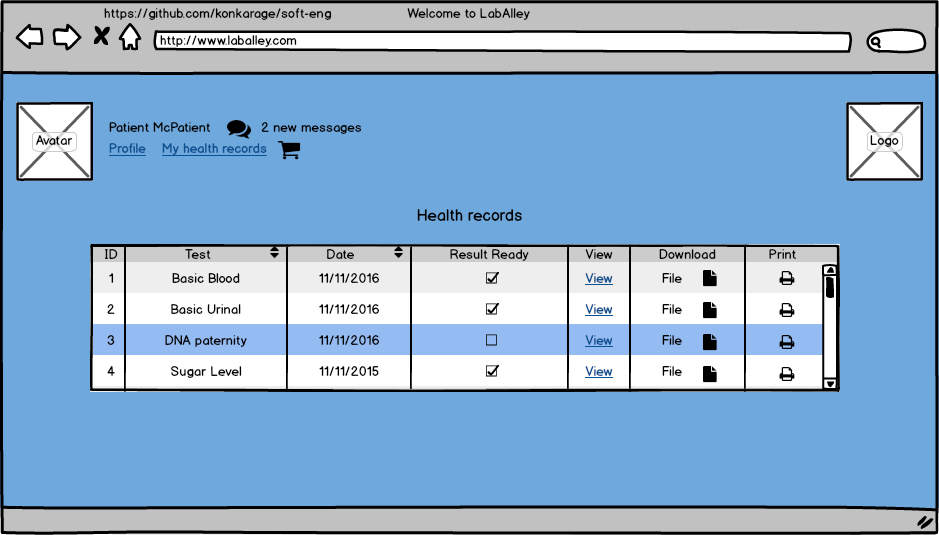 https://github.com/konkarage/soft-eng Welcome to LabAlley
http://www.laballey.com
Avatar
Patient McPatient 2 new messages
Profile My health records
Logo
Health records
ID Test Date Result Ready View Download Print
1 Basic Blood 11/11/2016 View File
2 Basic Urinal 11/11/2016 View File
3 DNA paternity 11/11/2016 View File
4 Sugar Level 11/11/2015 View File